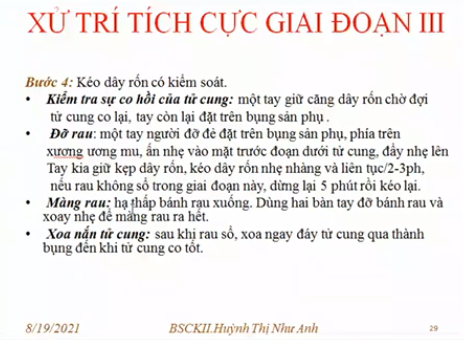 XỬ TRÍ TÍCH CỰC GIAI ĐOẠN III
Bước 4: Kéo dây rốn có kiểm soát.
• Kiểm tra sự co hồi của tử cung: một tay giữ căng dây rốn chờ đợi
tử cung co lại, tay còn lại đặt trên bụng sản phụ .
• Đỡ rau: một tay người đỡ đẻ đặt trên bụng sản phụ, phía trên
xương ương mu, ấn nhẹ vào mặt trước đoạn dưới tử cung, đẩy nhẹ lên
Tay kia giữ kẹp dây rốn, kéo dây rốn nhẹ nhàng và liên tục/2-3ph,
nếu rau không sổ trong giai đoạn này, dừng lại 5 phút rồi kéo lại.
• Màng rau: hạ thấp bánh rau xuống. Dùng hai bàn tay đỡ bánh rau và
xoay nhẹ để màng rau ra hết.
• Xoa nắn tử cung: sau khi rau sổ, xoa ngay đáy tử cung qua thành
bụng đến khi tử cung co tốt.
8/19/2021 BSCKII.Huỳnh Thị Như Anh 29